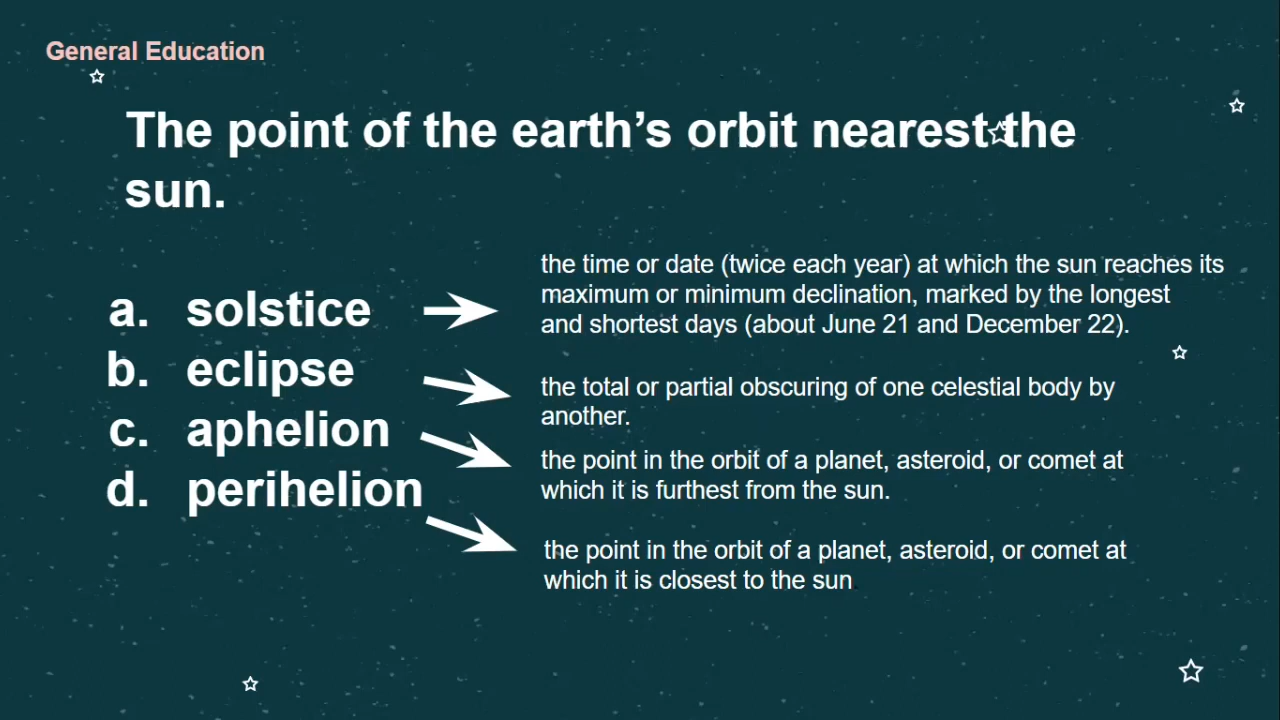 General Education
The point of the earth’s orbit nearest the
sun.
a. solstice
b. eclipse
c. aphelion
d. perihelion
the time or date (twice each year) at which the sun reaches its
maximum or minimum declination, marked by the longest
and shortest days (about June 21 and December 22).
the total or partial obscuring of one celestial body by
another.
the point in the orbit of a planet, asteroid, or comet at
which it is furthest from the sun.
the point in the orbit of a planet, asteroid, or comet at
which it is closest to the sun.